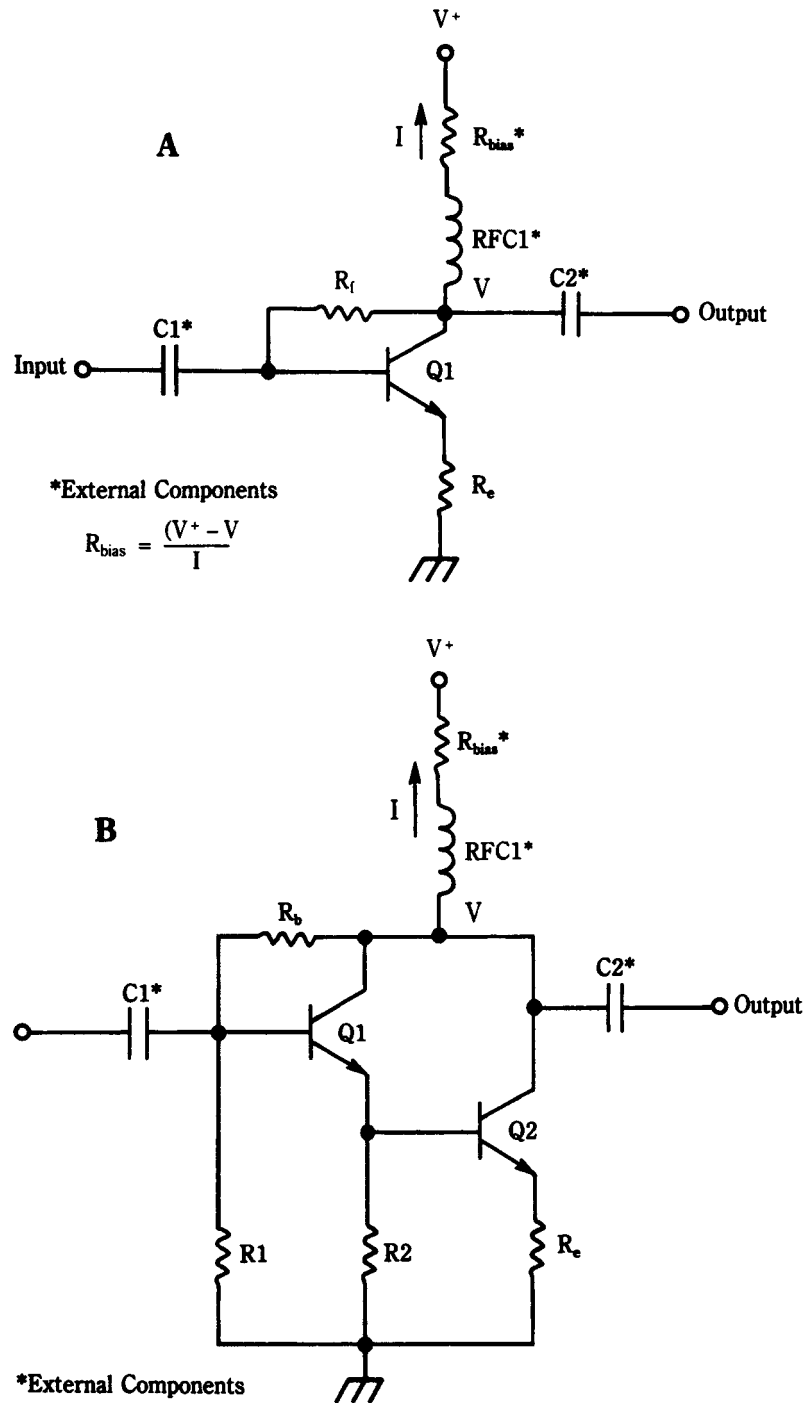 V+
A
I
Rbias*
RFC1*
Rf
V
C2*
C1*
Output
Input
Q1
Re
*External Components
Rbias = (V+ – V
I
V+
Rbias*
I
B
RFC1*
Rb
V
C2*
C1*
Output
Q1
Q2
R1
R2
Re
*External Components